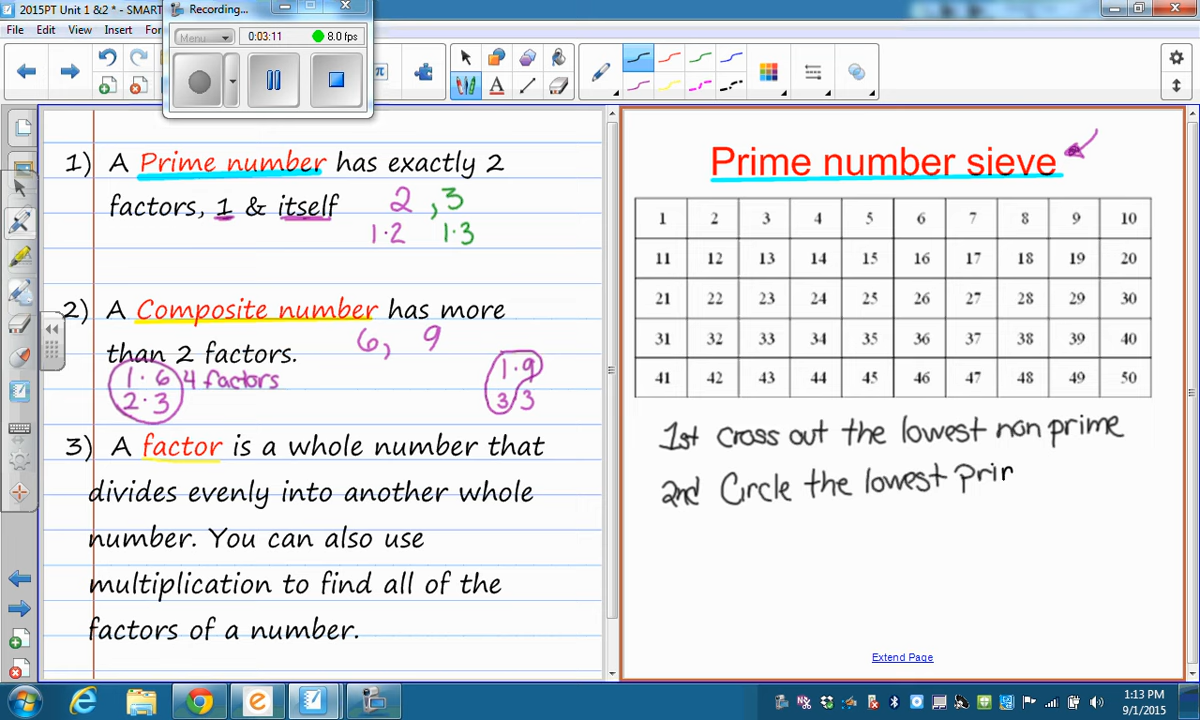 2015PT Unit 1 &2 * - SMART
Recording...
File Edit View Insert For
Menu 0:03:11 8.0 fps
1) A Prime number has exactly 2
factors, 1 & itself 2 , 3
1·2 1·3
2) A Composite number has more
than 2 factors. 6, 9
1·6 4 factors 1·9
2·3 3/3
3) A factor is a whole number that
divides evenly into another whole
number. You can also use
multiplication to find all of the
factors of a number.
Prime number sieve
1 2 3 4 5 6 7 8 9 10
11 12 13 14 15 16 17 18 19 20
21 22 23 24 25 26 27 28 29 30
31 32 33 34 35 36 37 38 39 40
41 42 43 44 45 46 47 48 49 50
1st cross out the lowest non prime
2nd Circle the lowest prir
Extend Page
1:13 PM
9/1/2015